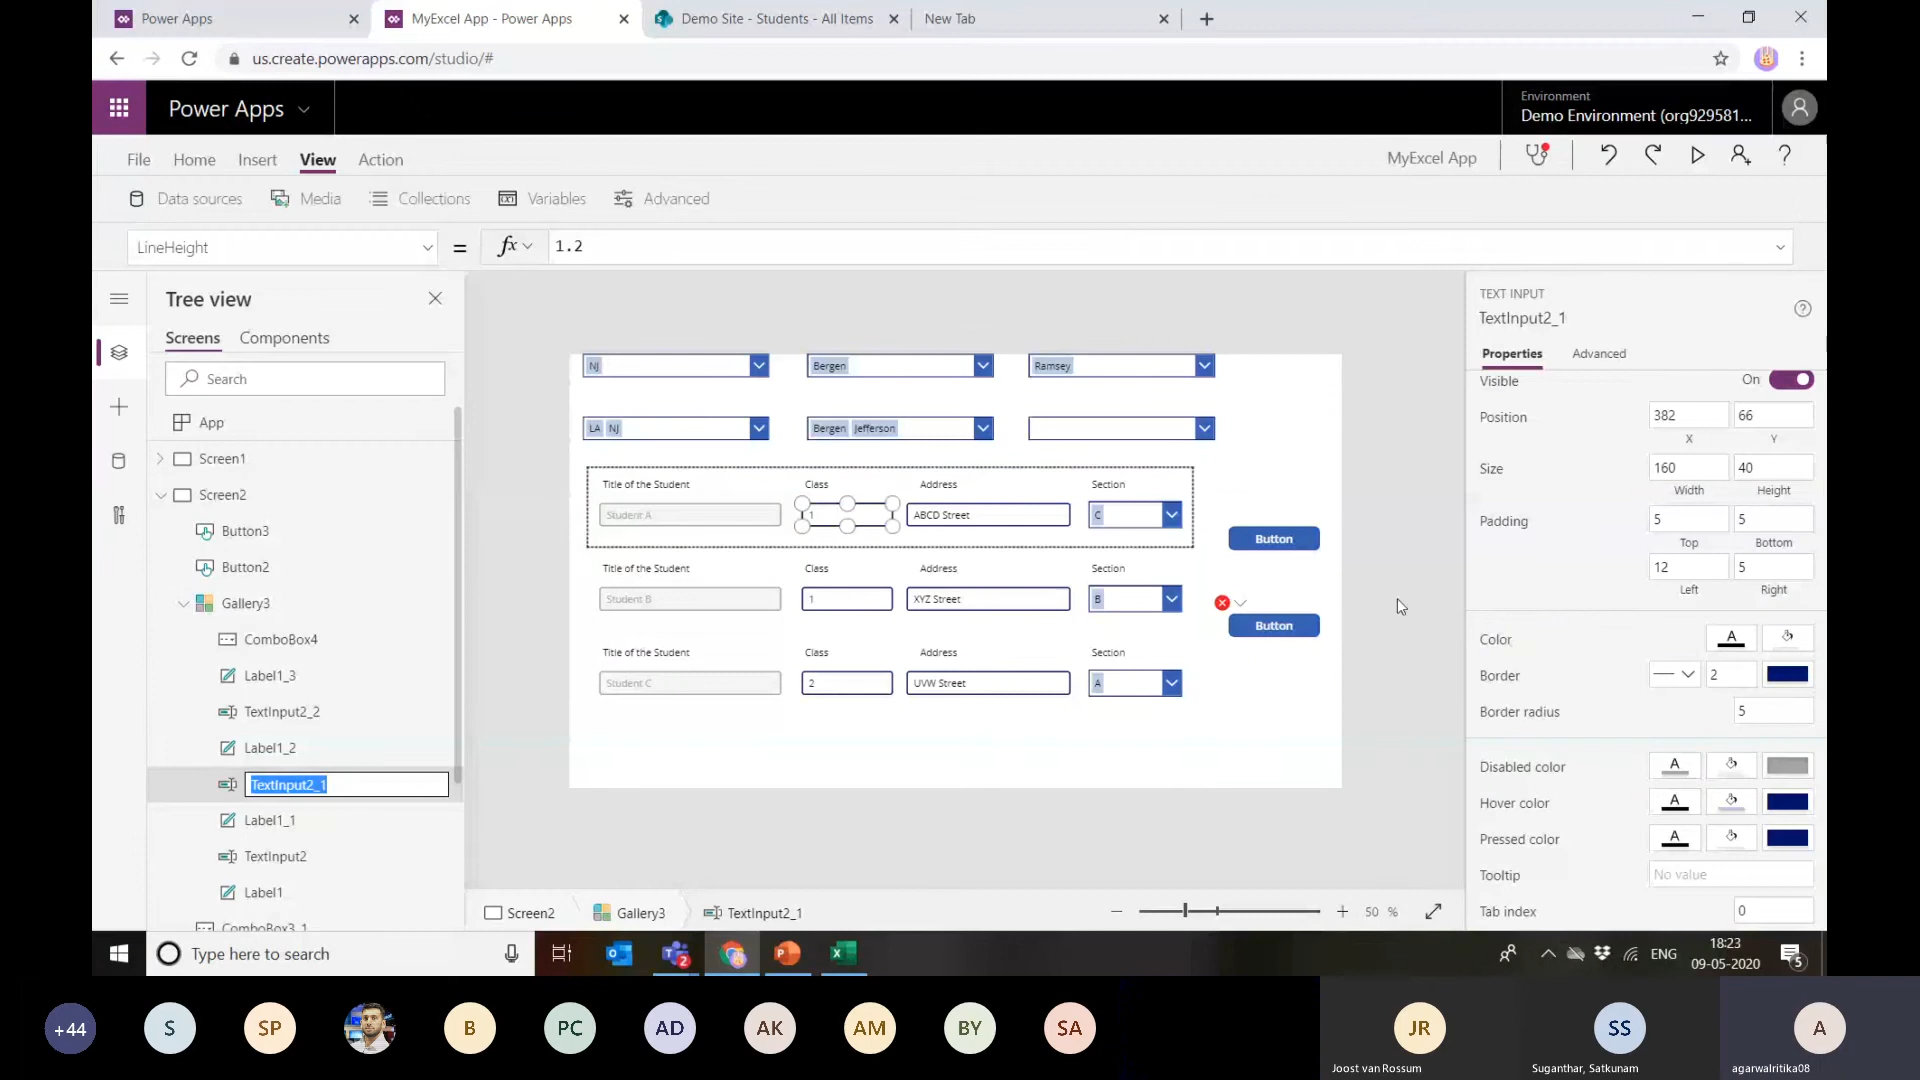 Power Apps
MyExcel App - Power Apps
Demo Site - Students - All Items
New Tab
us.create.powerapps.com/studio/#
Power Apps
Environment
Demo Environment (org929581...
File
Home
Insert
View
Action
MyExcel App
Data sources
Media
Collections
Variables
Advanced
LineHeight
=
fx
1.2
Tree view
Screens
Components
Search
App
Screen1
Screen2
Button3
Button2
Gallery3
ComboBox4
Label1_3
TextInput2_2
Label1_2
TextInput2_1
Label1_1
TextInput2
Label1
ComboBox3_1
NJ
Bergen
Ramsey
LA NJ
Bergen Jefferson
Title of the Student
Class
Address
Section
Student A
1
ABCD Street
C
Button
Title of the Student
Class
Address
Section
Student B
1
XYZ Street
B
Button
Title of the Student
Class
Address
Section
Student C
2
UVW Street
A
Screen2
Gallery3
TextInput2_1
50 %
TEXT INPUT
TextInput2_1
Properties
Advanced
Visible
On
Position
382
66
X
Y
Size
160
40
Width
Height
Padding
5
5
Top
Bottom
12
5
Left
Right
Color
Border
2
Border radius
5
Disabled color
Hover color
Pressed color
Tooltip
No value
Tab index
0
Type here to search
2
ENG
18:23
09-05-2020
5
+44
S
SP
B
PC
AD
AK
AM
BY
SA
JR
Joost van Rossum
SS
Suganthar, Satkunam
A
agarwalritika08